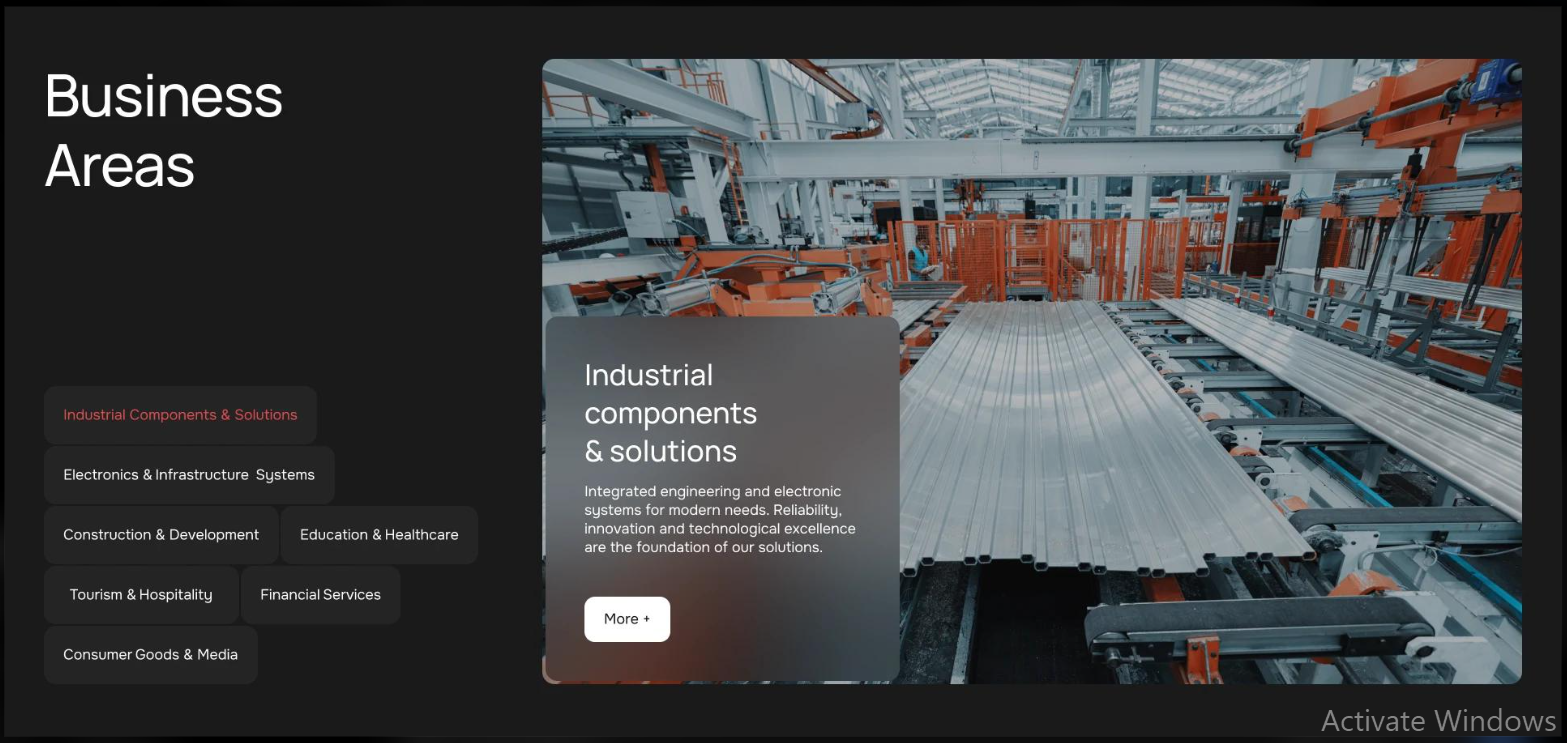 Business
Areas
Industrial Components & Solutions
Electronics & Infrastructure Systems
Construction & Development
Education & Healthcare
Tourism & Hospitality
Financial Services
Consumer Goods & Media
Industrial
components
& solutions
Integrated engineering and electronic
systems for modern needs. Reliability,
innovation and technological excellence
are the foundation of our solutions.
More +
Activate Windows